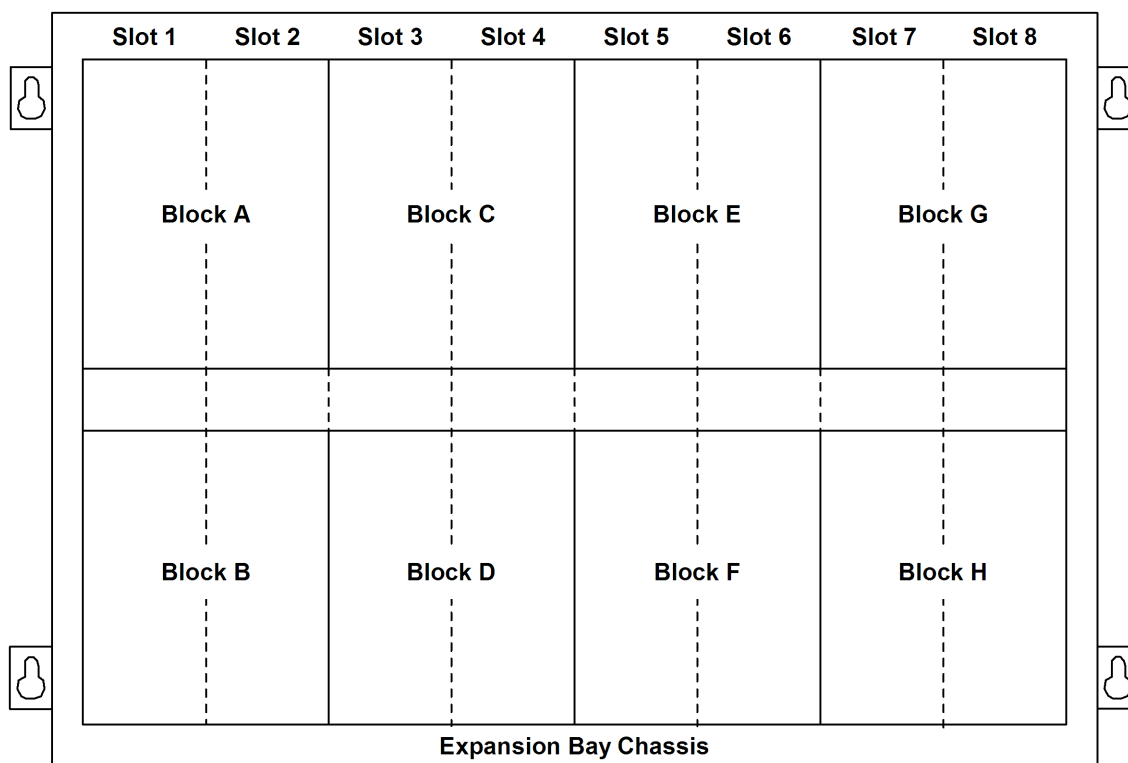 Slot 1 Slot 2 Slot 3 Slot 4 Slot 5 Slot 6 Slot 7 Slot 8
Block A Block C Block E Block G
Block B Block D Block F Block H
Expansion Bay Chassis